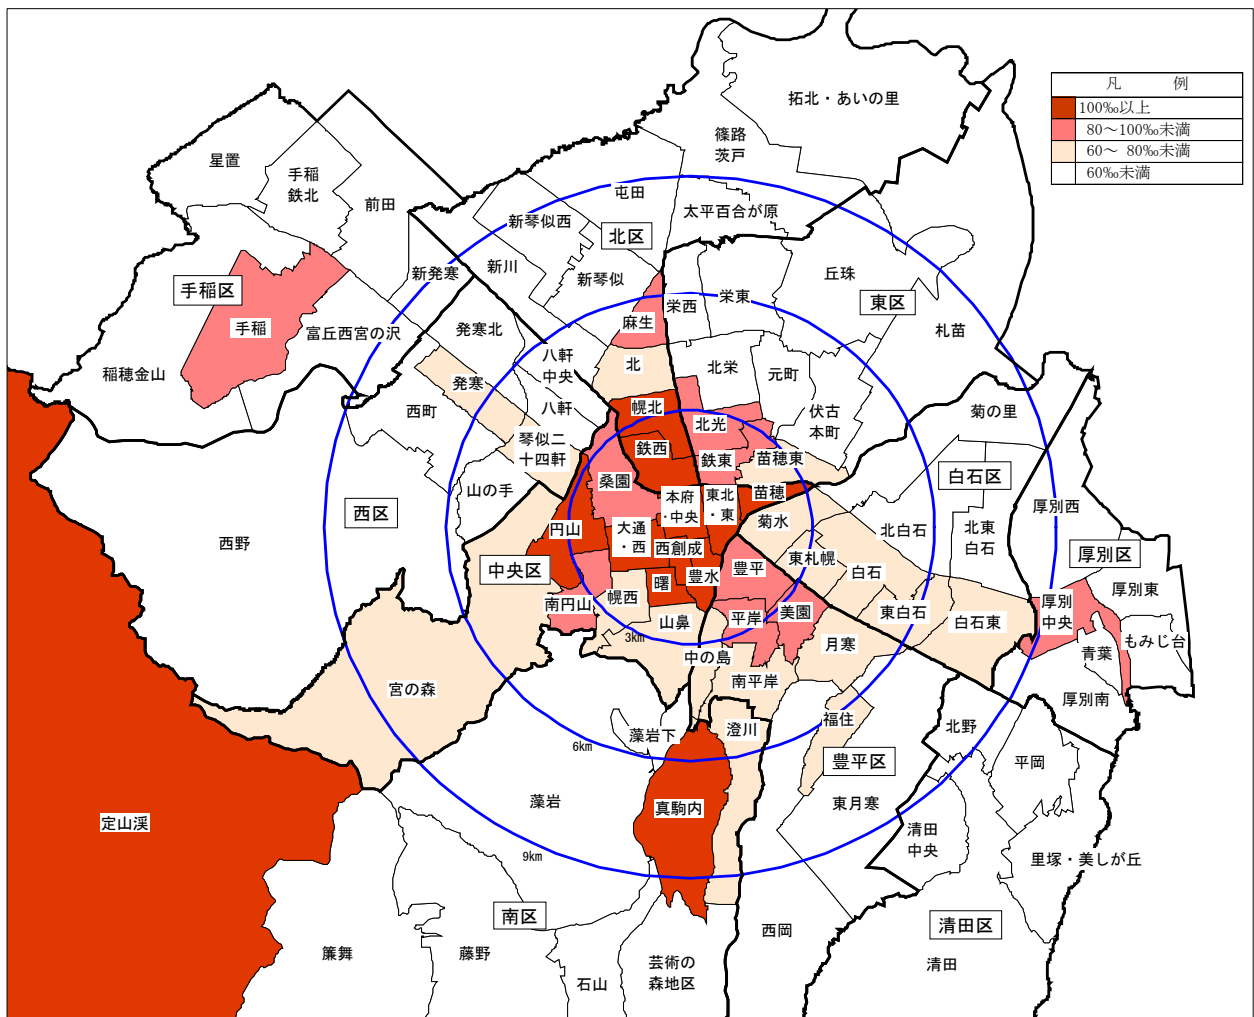 凡　例
100‰以上
80～100‰未満
60～ 80‰未満
60‰未満
拓北・あいの里
篠路
茨戸
星置
手稲
鉄北
前田
屯田
太平百合が原
新琴似西
北区
新発寒
新川
新琴似
丘珠
手稲区
栄西
栄東
東区
手稲
麻生
札苗
富丘西宮の沢
発寒北
稲穂金山
八軒
中央
北
北栄
元町
発寒
西町
八軒
幌北
菊の里
北光
伏古
本町
琴似二
十四軒
鉄西
鉄東
苗穂東
白石区
桑園
山の手
苗穂
本府
・中央
東北
・東
厚別西
西区
円山
大通
・西
菊水
北白石
北東
白石
西野
西創成
厚別区
中央区
豊平
東札幌
白石
豊水
曙
厚別東
幌西
南円山
美園
東白石
厚別
中央
平岸
山鼻
白石東
3km
月寒
もみじ台
中の島
青葉
南平岸
宮の森
厚別南
福住
北野
澄川
藻岩下
6km
豊平区
平岡
藻岩
真駒内
東月寒
定山渓
清田
中央
9km
里塚・美しが丘
南区
清田区
西岡
簾舞
藤野
芸術の
森地区
清田
石山